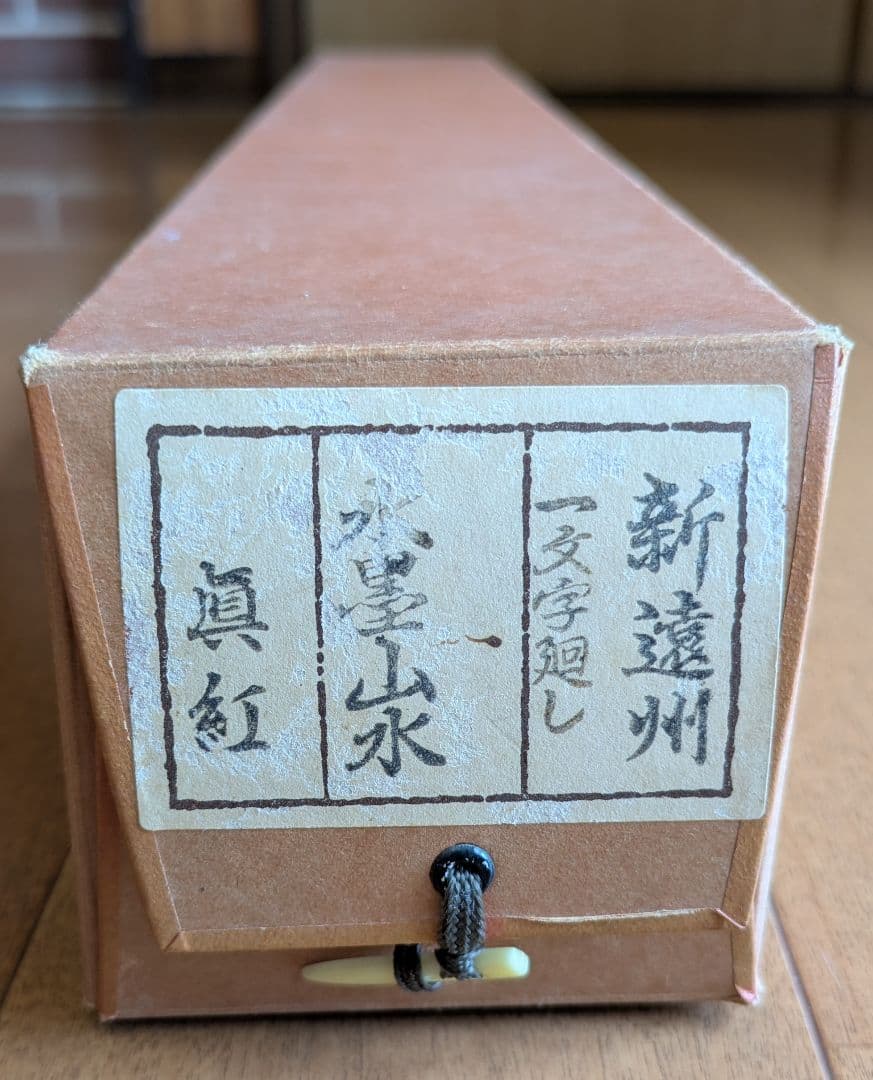 新遠州
一文字廻し
水墨山水
眞紅